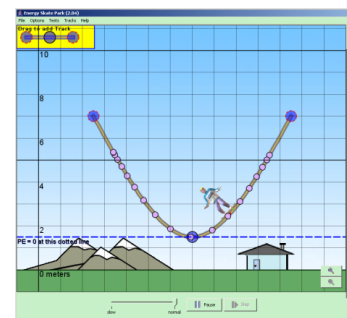 Energy Skate Park (2.04)
File Options Tests Tracks Help
Drag to add Track
10
8
6
4
2
PE = 0 at this dotted line
0 meters
slow
normal
Pause
Step